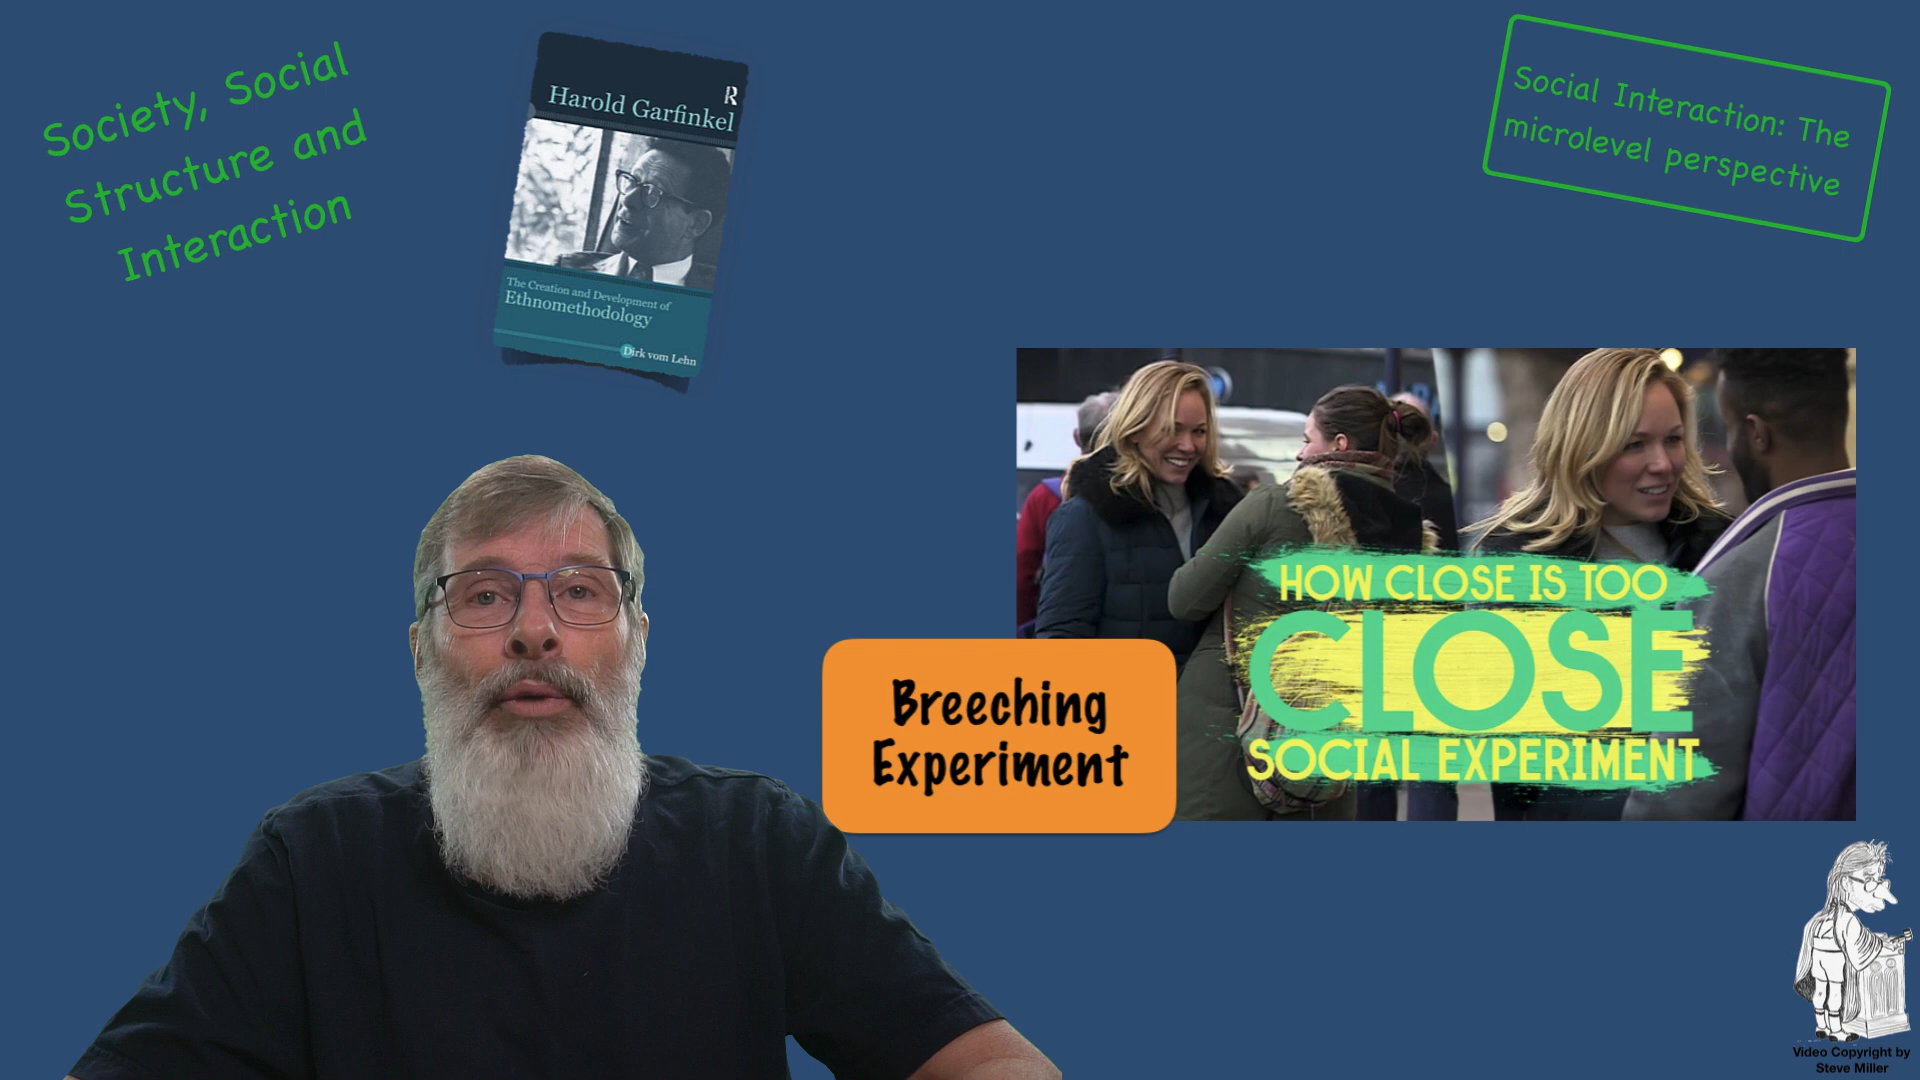 Society, Social
Structure and
Interaction
R
Harold Garfinkel
The Creation and Development of
Ethnomethodology
Dirk vom Lehn
Social Interaction: The
microlevel perspective
HOW CLOSE IS TOO
CLOSE
SOCIAL EXPERIMENT
Breeching
Experiment
Video Copyright by
Steve Miller